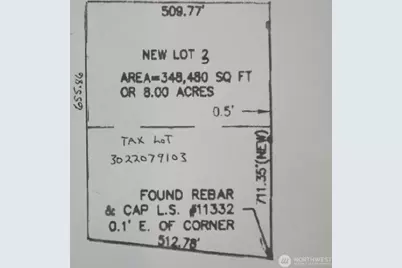 509.77'
NEW LOT 3
AREA=348,480 SQ FT
OR 8.00 ACRES
0.5'
655.86
TAX LOT
3022079103
711.35'(NEW)
FOUND REBAR
& CAP L.S. #11332
0.1' E. OF CORNER
512.78'
NORTHWEST